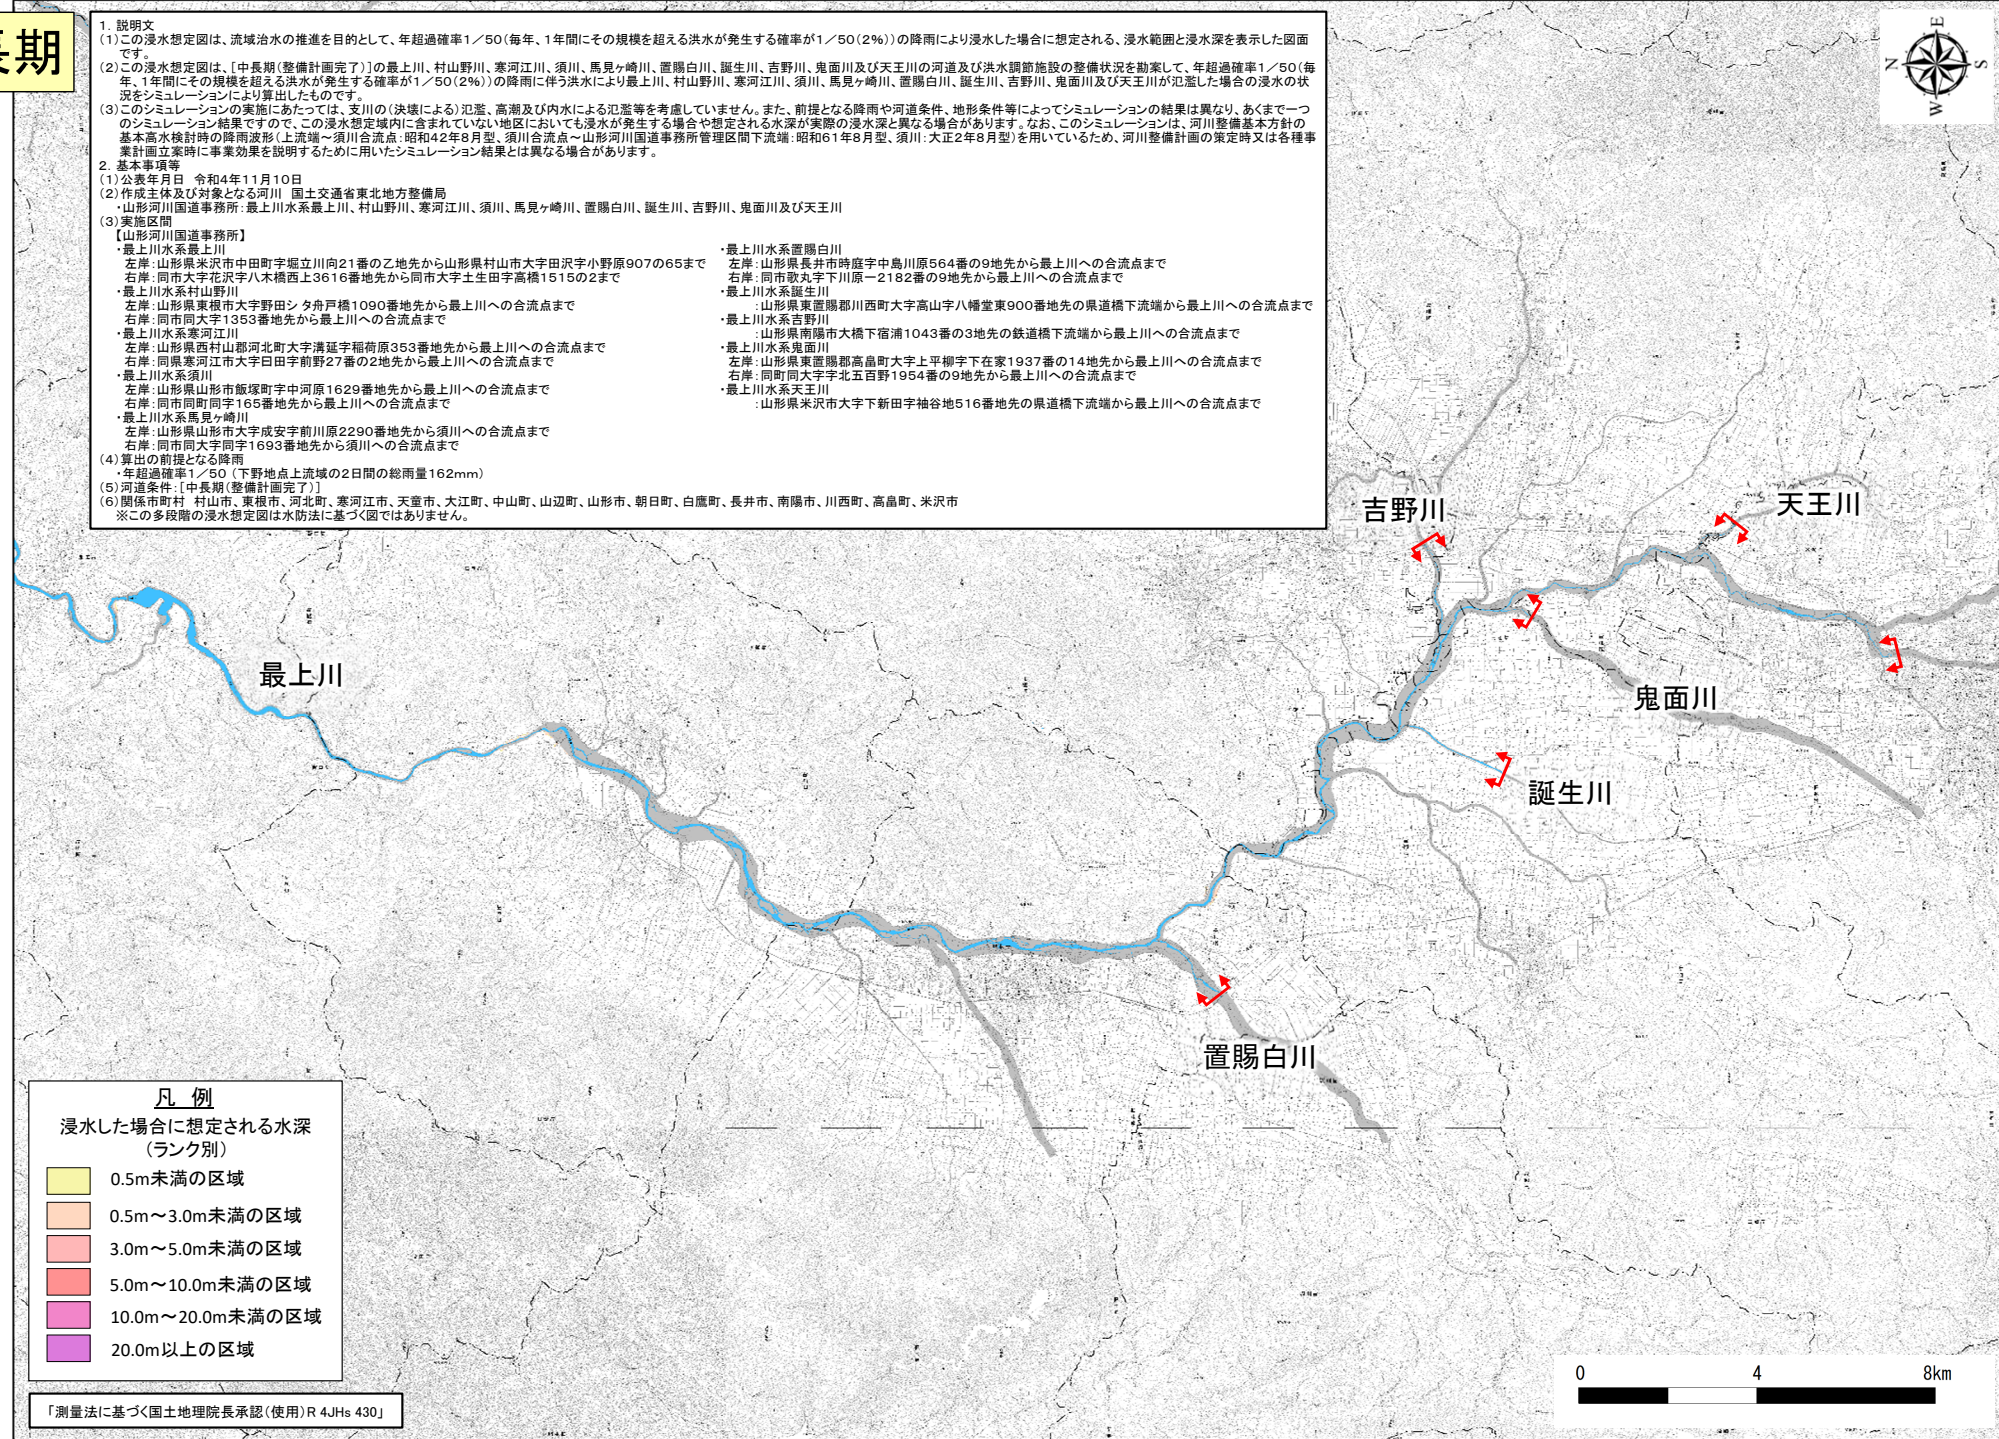 長期
1. 説明文
(1)この浸水想定図は、流域治水の推進を目的として、年超過確率1／50(毎年、1年間にその規模を超える洪水が発生する確率が1／50(2%))の降雨により浸水した場合に想定される、浸水範囲と浸水深を表示した図面
です。
(2)この浸水想定図は、[中長期(整備計画完了)]の最上川、村山野川、寒河江川、須川、馬見ヶ崎川、置賜白川、誕生川、吉野川、鬼面川及び天王川の河道及び洪水調節施設の整備状況を勘案して、年超過確率1／50(毎
年、1年間にその規模を超える洪水が発生する確率が1／50(2%))の降雨に伴う洪水により最上川、村山野川、寒河江川、須川、馬見ヶ崎川、置賜白川、誕生川、吉野川、鬼面川及び天王川が氾濫した場合の浸水の状
況をシミュレーションにより算出したものです。
(3)このシミュレーションの実施にあたっては、支川の(決壊による)氾濫、高潮及び内水による氾濫等を考慮していません。また、前提となる降雨や河道条件、地形条件等によってシミュレーションの結果は異なり、あくまで一つ
のシミュレーション結果ですので、この浸水想定域内に含まれていない地区においても浸水が発生する場合や想定される水深が実際の浸水深と異なる場合があります。なお、このシミュレーションは、河川整備基本方針の
基本高水検討時の降雨波形(上流端～須川合流点:昭和42年8月型、須川合流点～山形河川国道事務所管理区間下流端:昭和61年8月型、須川:大正2年8月型)を用いているため、河川整備計画の策定時又は各種事
業計画立案時に事業効果を説明するために用いたシミュレーション結果とは異なる場合があります。
2. 基本事項等
(1)公表年月日 令和4年11月10日
(2)作成主体及び対象となる河川 国土交通省東北地方整備局
・山形河川国道事務所:最上川水系最上川、村山野川、寒河江川、須川、馬見ヶ崎川、置賜白川、誕生川、吉野川、鬼面川及び天王川
(3)実施区間
【山形河川国道事務所】
・最上川水系最上川
左岸:山形県米沢市中田町字堀立川向21番の乙地先から山形県村山市大字田沢字小野原907の65まで
右岸:同市大字花沢字八木橋西上3616番地先から同市大字土生田字高橋1515の2まで
・最上川水系村山野川
左岸:山形県東根市大字野田シタ舟戸橋1090番地先から最上川への合流点まで
右岸:同市同大字1353番地先から最上川への合流点まで
・最上川水系寒河江川
左岸:山形県西村山郡河北町大字溝延字稲荷原353番地先から最上川への合流点まで
右岸:同県寒河江市大字日田字前野27番の2地先から最上川への合流点まで
・最上川水系須川
左岸:山形県山形市飯塚町字中河原1629番地先から最上川への合流点まで
右岸:同市同町同字165番地先から最上川への合流点まで
・最上川水系馬見ヶ崎川
左岸:山形県山形市大字成安字前川原2290番地先から須川への合流点まで
右岸:同市同大字同字1693番地先から須川への合流点まで
・最上川水系置賜白川
左岸:山形県長井市時庭字中島川原564番の9地先から最上川への合流点まで
右岸:同市歌丸字下川原一2182番の9地先から最上川への合流点まで
・最上川水系誕生川
:山形県東置賜郡川西町大字高山字八幡堂東900番地先の県道橋下流端から最上川への合流点まで
・最上川水系吉野川
:山形県南陽市大橋下宿浦1043番の3地先の鉄道橋下流端から最上川への合流点まで
・最上川水系鬼面川
左岸:山形県東置賜郡高畠町大字上平柳字下在家1937番の14地先から最上川への合流点まで
右岸:同町同大字字北五百野1954番の9地先から最上川への合流点まで
・最上川水系天王川
:山形県米沢市大字下新田字袖谷地516番地先の県道橋下流端から最上川への合流点まで
(4)算出の前提となる降雨
・年超過確率1／50 (下野地点上流域の2日間の総雨量162mm)
(5)河道条件:[中長期(整備計画完了)]
(6)関係市町村 村山市、東根市、河北町、寒河江市、天童市、大江町、中山町、山辺町、山形市、朝日町、白鷹町、長井市、南陽市、川西町、高畠町、米沢市
※この多段階の浸水想定図は水防法に基づく図ではありません。
N
E
S
W
吉野川
天王川
最上川
鬼面川
誕生川
置賜白川
凡 例
浸水した場合に想定される水深
(ランク別)
0.5m未満の区域
0.5m～3.0m未満の区域
3.0m～5.0m未満の区域
5.0m～10.0m未満の区域
10.0m～20.0m未満の区域
20.0m以上の区域
「測量法に基づく国土地理院長承認(使用)R 4JHs 430」
0 4 8km